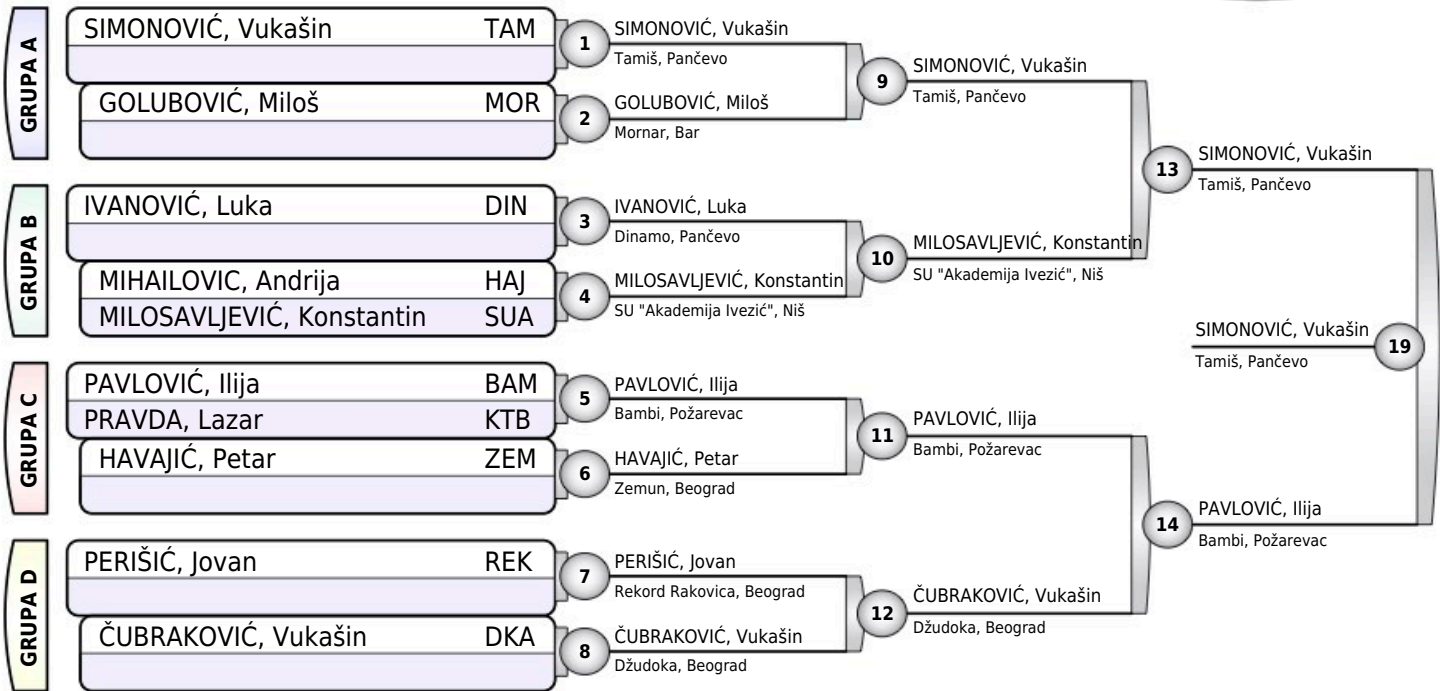 GRUPA A
SIMONOVIĆ, Vukašin TAM
GOLUBOVIĆ, Miloš MOR
GRUPA B
IVANOVIĆ, Luka DIN
MIHAILOVIC, Andrija HAJ
MILOSAVLJEVIĆ, Konstantin SUA
GRUPA C
PAVLOVIĆ, Ilija BAM
PRAVDA, Lazar KTB
HAVAJIĆ, Petar ZEM
GRUPA D
PERIŠIĆ, Jovan REK
ČUBRAKOVIĆ, Vukašin DKA
1
SIMONOVIĆ, Vukašin
Tamiš, Pančevo
2
GOLUBOVIĆ, Miloš
Mornar, Bar
3
IVANOVIĆ, Luka
Dinamo, Pančevo
4
MILOSAVLJEVIĆ, Konstantin
SU "Akademija Ivezić", Niš
5
PAVLOVIĆ, Ilija
Bambi, Požarevac
6
HAVAJIĆ, Petar
Zemun, Beograd
7
PERIŠIĆ, Jovan
Rekord Rakovica, Beograd
8
ČUBRAKOVIĆ, Vukašin
Džudoka, Beograd
9
SIMONOVIĆ, Vukašin
Tamiš, Pančevo
10
MILOSAVLJEVIĆ, Konstantin
SU "Akademija Ivezić", Niš
11
PAVLOVIĆ, Ilija
Bambi, Požarevac
12
ČUBRAKOVIĆ, Vukašin
Džudoka, Beograd
13
SIMONOVIĆ, Vukašin
Tamiš, Pančevo
14
PAVLOVIĆ, Ilija
Bambi, Požarevac
SIMONOVIĆ, Vukašin
Tamiš, Pančevo
19